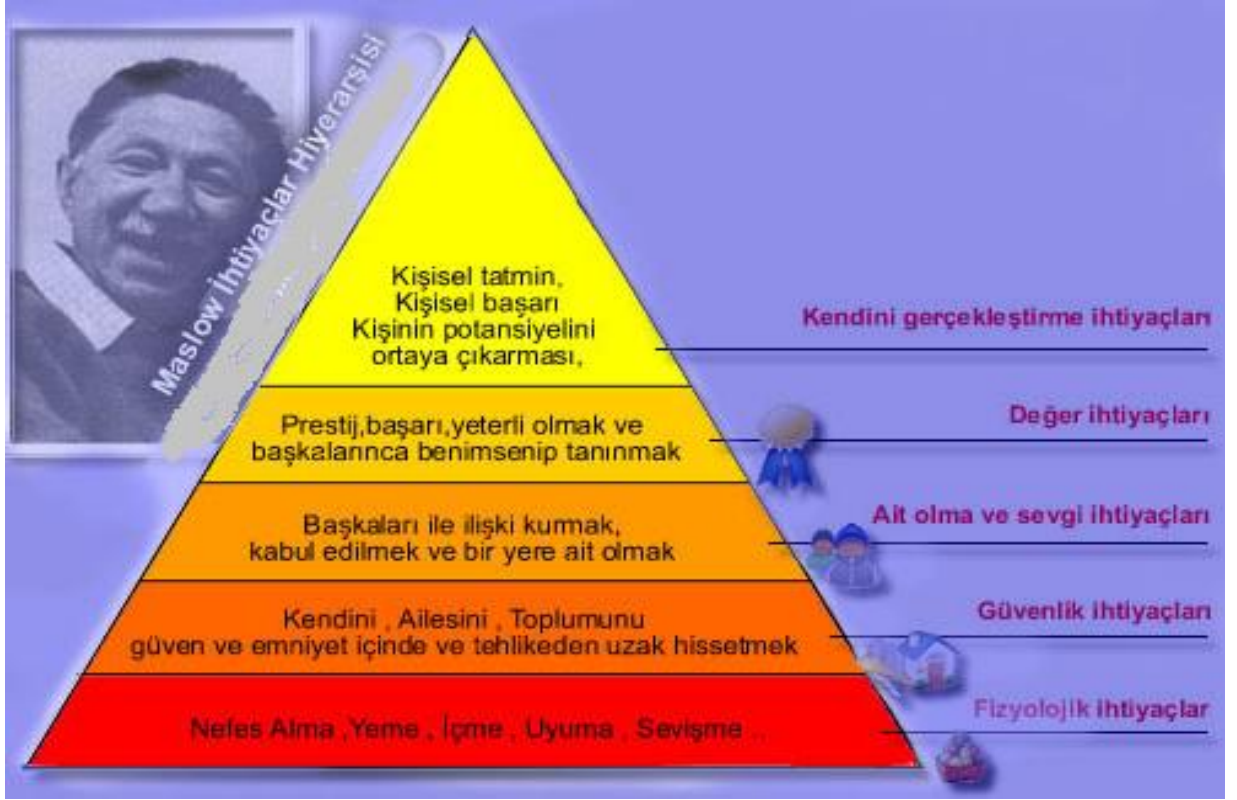 Maslow İhtiyaçlar Hiyerarşisi
...
Kişisel tatmin,
Kişisel başarı
Kişinin potansiyelini
ortaya çıkarması,
Kendini gerçekleştirme ihtiyaçları
Prestij,başarı,yeterli olmak ve
başkalarınca benimsenip tanınmak
Değer ihtiyaçları
Başkaları ile ilişki kurmak,
kabul edilmek ve bir yere ait olmak
Ait olma ve sevgi ihtiyaçları
Kendini , Ailesini , Toplumunu
güven ve emniyet içinde ve tehlikeden uzak hissetmek
Güvenlik ihtiyaçları
Nefes Alma ,Yeme , İçme , Uyuma , Sevişme ..
Fizyolojik ihtiyaçlar